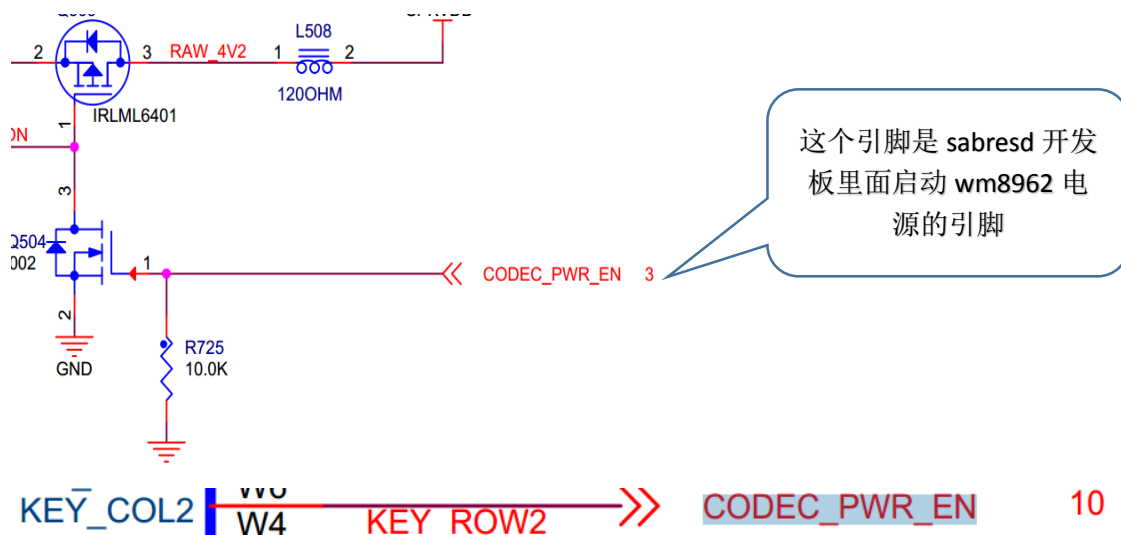 L508
2
3
RAW_4V2
1
2
120OHM
IRLML6401
1
3
1
CODEC_PWR_EN 3
2
GND
R725
10.0K
这个引脚是 sabresd 开发
板里面启动 wm8962 电
源的引脚
KEY_COL2
W4
KEY_ROW2
CODEC_PWR_EN
10